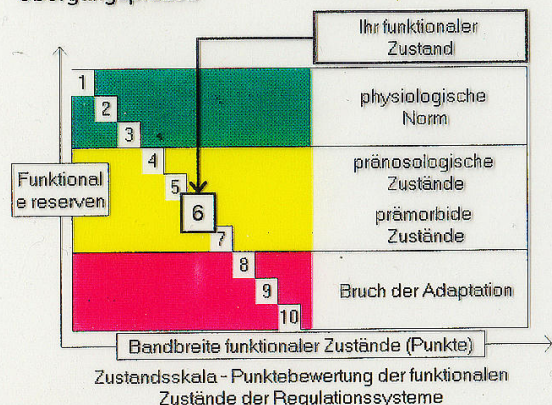 Ihr funktionaler
Zustand
1
2
3
physiologische
Norm
4
5
6
7
pränosologische
Zustände
prämorbide
Zustände
Funktional
e reserven
8
9
10
Bruch der Adaptation
Bandbreite funktionaler Zustände (Punkte)
Zustandsskala - Punktebewertung der funktionalen
Zustände der Regulationssysteme